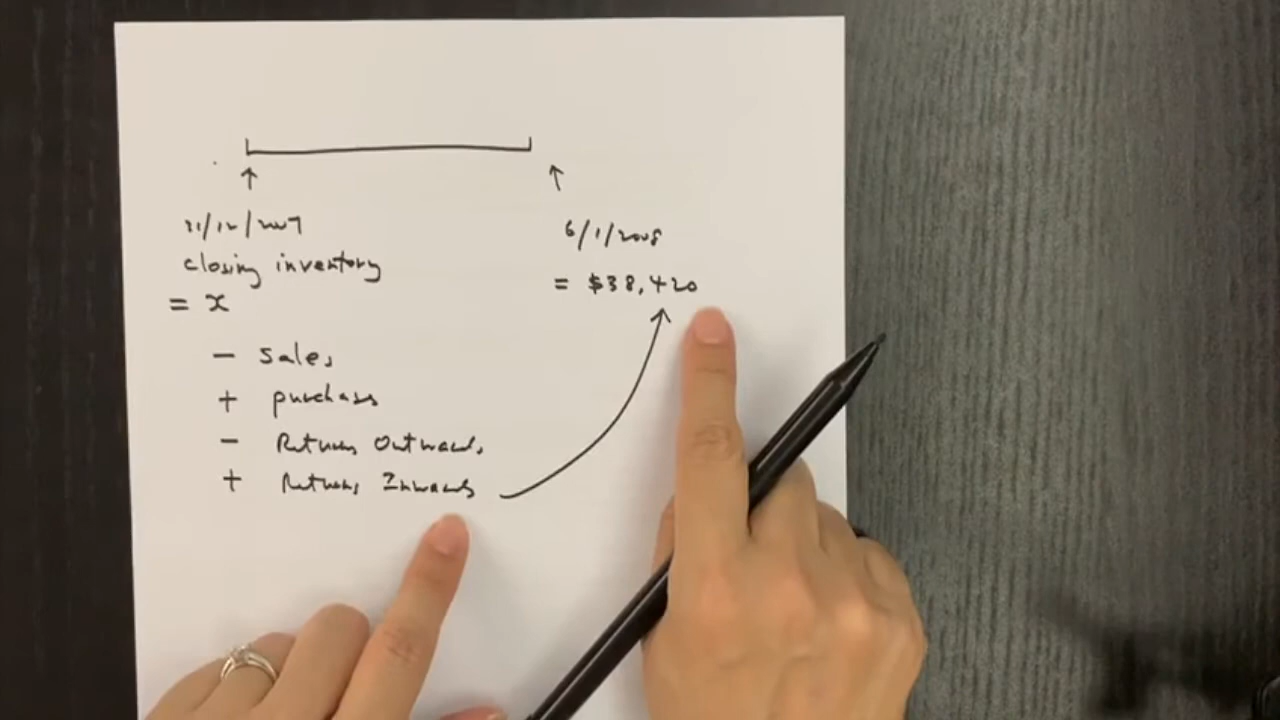 31/12/2007
closing inventory
= x
- Sales
+ purchases
- Returns Outwards
+ Returns Inwards
6/1/2008
= $38,420